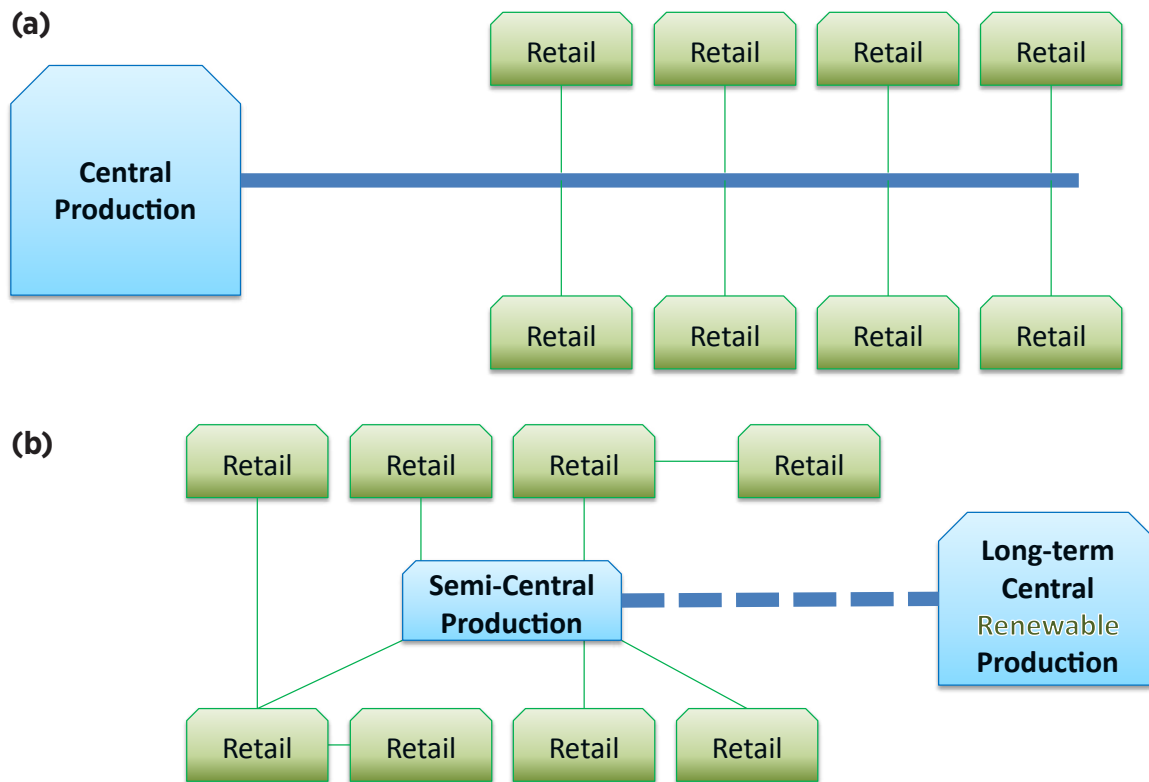 (a)
Retail
Retail
Retail
Retail
Central
Production
Retail
Retail
Retail
Retail
(b)
Retail
Retail
Retail
Retail
Semi-Central
Production
Long-term
Central
Renewable
Production
Retail
Retail
Retail
Retail